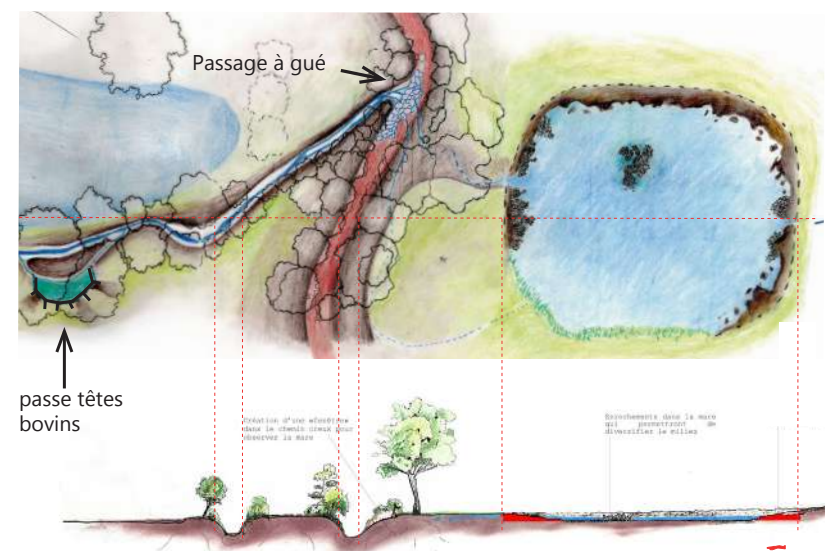 Passage à gué
passe têtes
bovins
Création d'une
dans le chemin creux pour
observer la mare
Enrochements dans la mare
qui permettront de
diversifier le milieu